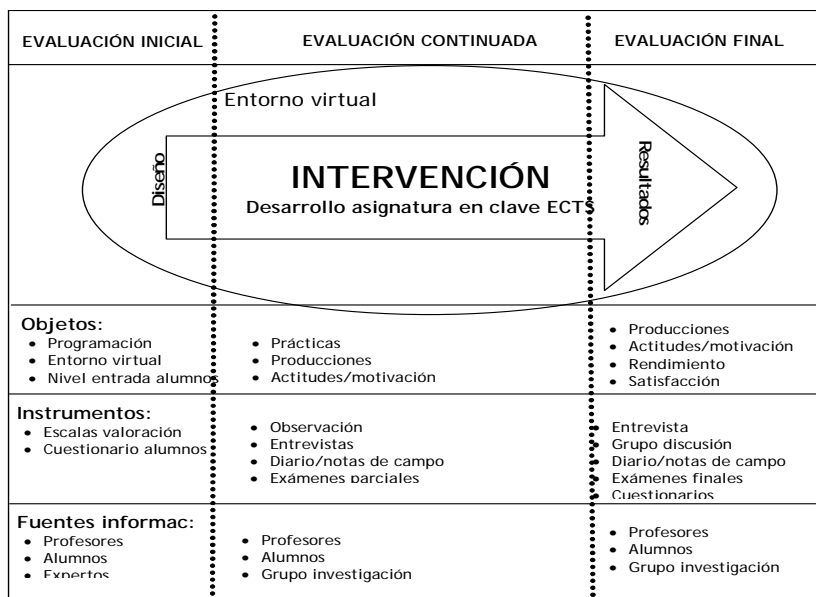 EVALUACIÓN INICIAL
EVALUACIÓN CONTINUADA
EVALUACIÓN FINAL
Entorno virtual
Diseño
INTERVENCIÓN
Desarrollo asignatura en clave ECTS
Resultados
Objetos:
• Programación
• Entorno virtual
• Nivel entrada alumnos
• Prácticas
• Producciones
• Actitudes/motivación
• Producciones
• Actitudes/motivación
• Rendimiento
• Satisfacción
Instrumentos:
• Escalas valoración
• Cuestionario alumnos
• Observación
• Entrevistas
• Diario/notas de campo
• Exámenes parciales
• Entrevista
• Grupo discusión
• Diario/notas de campo
• Exámenes finales
• Cuestionarios
Fuentes informac:
• Profesores
• Alumnos
• Expertos
• Profesores
• Alumnos
• Grupo investigación
• Profesores
• Alumnos
• Grupo investigación